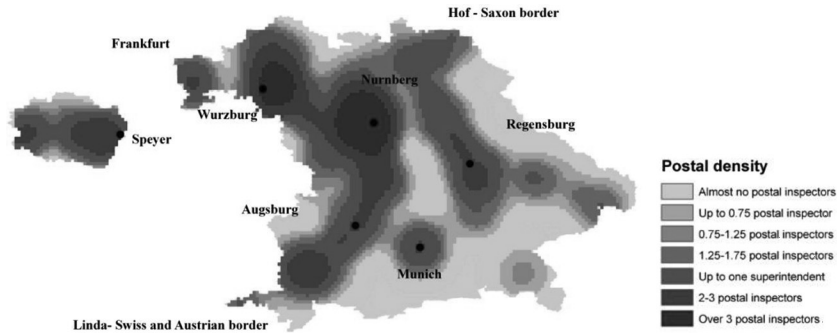 Hof - Saxon border
Frankfurt
Nurnberg
Wurzburg
Regensburg
Speyer
Augsburg
Munich
Linda- Swiss and Austrian border
Postal density
Almost no postal inspectors
Up to 0.75 postal inspector
0.75-1.25 postal inspectors
1.25-1.75 postal inspectors
Up to one superintendent
2-3 postal inspectors
Over 3 postal inspectors